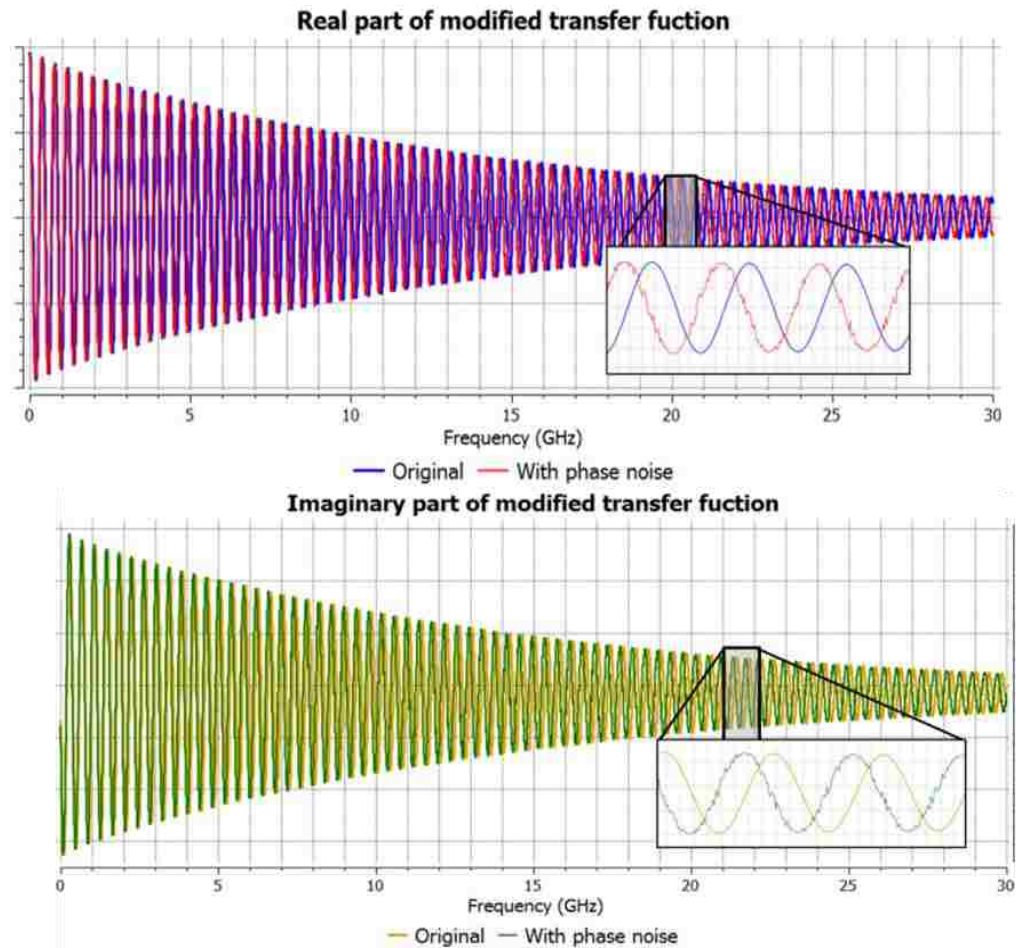 Real part of modified transfer fuction
0 5 10 15 20 25 30
Frequency (GHz)
Original With phase noise
Imaginary part of modified transfer fuction
0 5 10 15 20 25 30
Frequency (GHz)
Original With phase noise